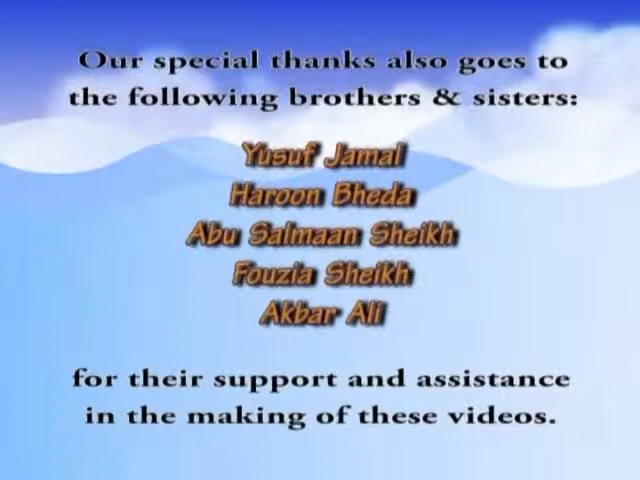 Our special thanks also goes to
the following brothers & sisters:
Yusuf Jamal
Haroon Bheda
Abu Salmaan Sheikh
Fouzia Sheikh
Akbar Ali
for their support and assistance
in the making of these videos.